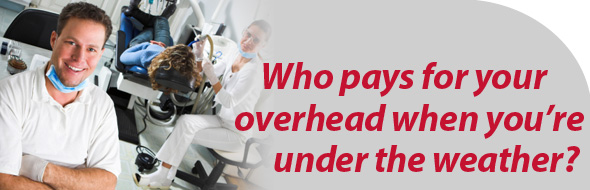 Who pays for your
overhead when you’re
under the weather?